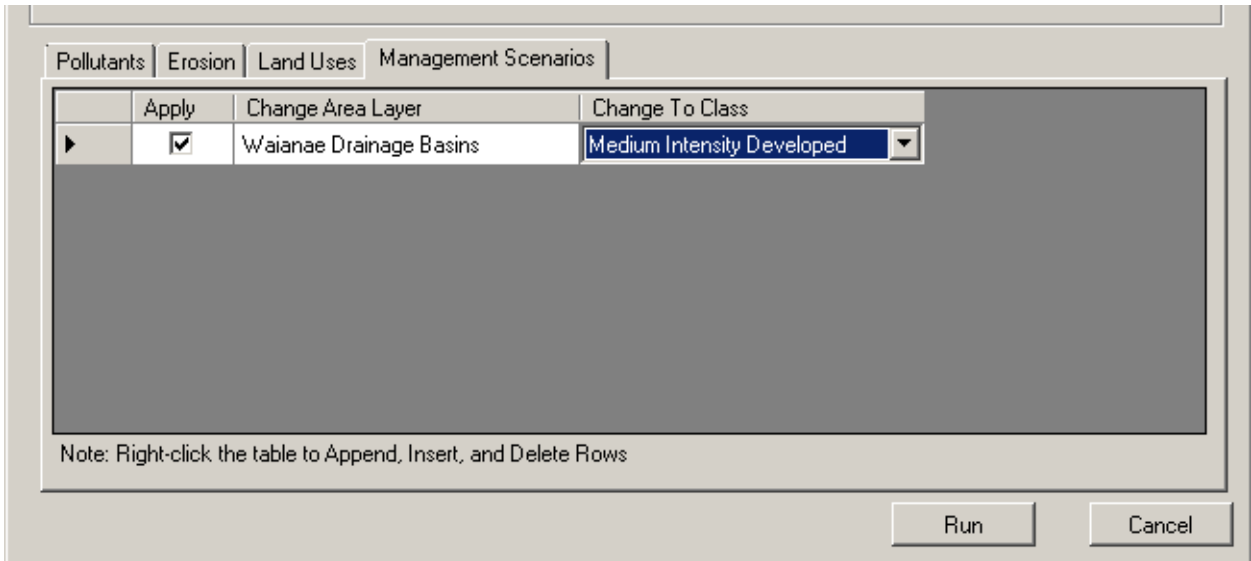 Pollutants Erosion Land Uses Management Scenarios
Apply Change Area Layer Change To Class
Waianae Drainage Basins Medium Intensity Developed
Note: Right-click the table to Append, Insert, and Delete Rows
Run Cancel